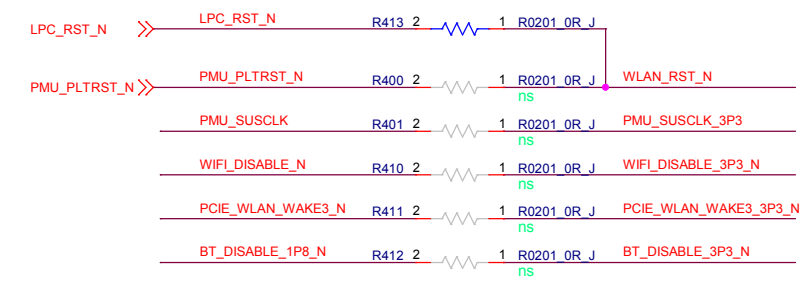 LPC_RST_N LPC_RST_N R413 2 1 R0201_0R_J
PMU_PLTRST_N PMU_PLTRST_N R400 2 1 R0201_0R_J WLAN_RST_N
ns
PMU_SUSCLK R401 2 1 R0201_0R_J PMU_SUSCLK_3P3
ns
WIFI_DISABLE_N R410 2 1 R0201_0R_J WIFI_DISABLE_3P3_N
ns
PCIE_WLAN_WAKE3_N R411 2 1 R0201_0R_J PCIE_WLAN_WAKE3_3P3_N
ns
BT_DISABLE_1P8_N R412 2 1 R0201_0R_J BT_DISABLE_3P3_N
ns